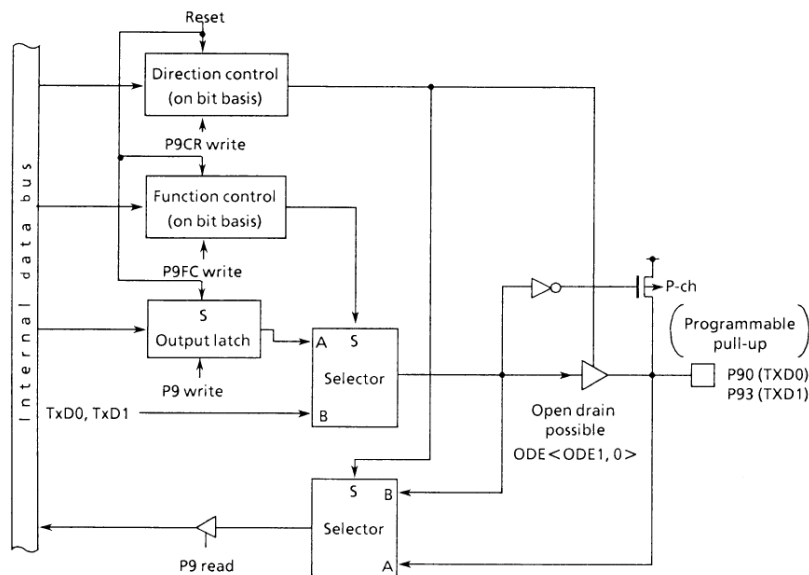 Reset
Internal data bus
Direction control
(on bit basis)
P9CR write
Function control
(on bit basis)
P9FC write
S
Output latch
P9 write
TxD0, TxD1
A
S
Selector
B
P-ch
(Programmable
pull-up)
P90 (TXD0)
P93 (TXD1)
Open drain
possible
ODE<ODE1, 0>
S
B
Selector
A
P9 read